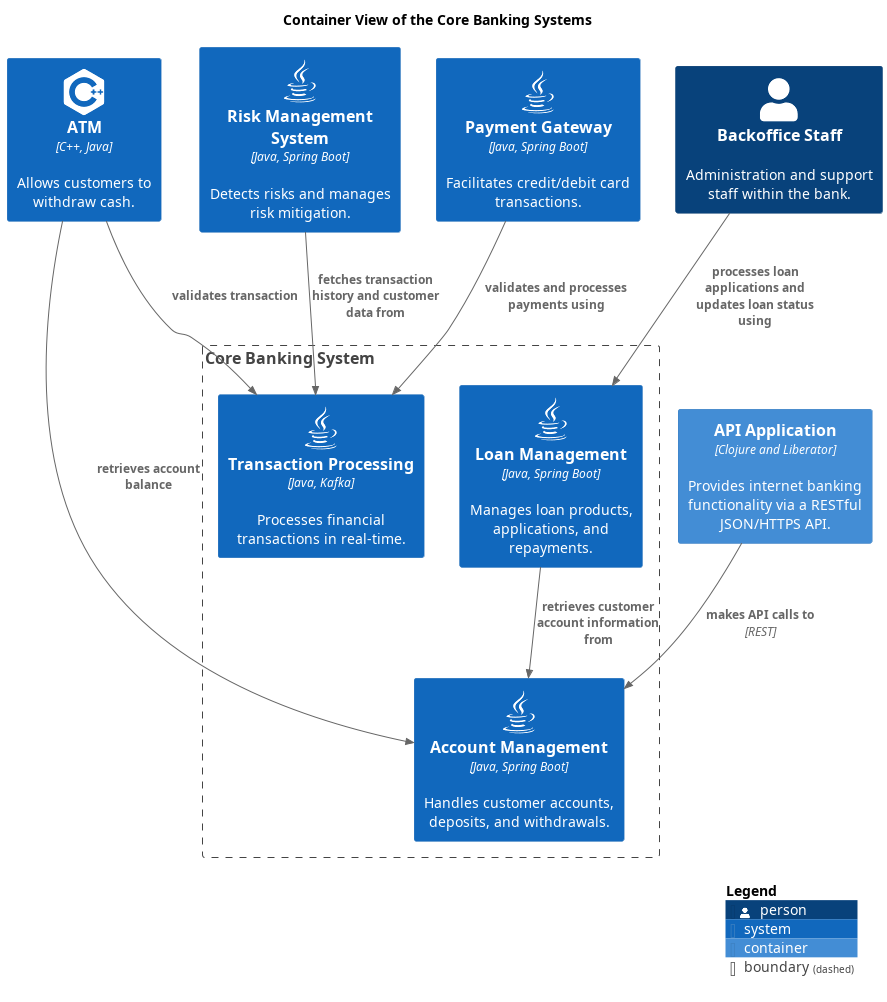 Container View of the Core Banking Systems
ATM
[C++, Java]
Allows customers to
withdraw cash.
Risk Management
System
[Java, Spring Boot]
Detects risks and manages
risk mitigation.
Payment Gateway
[Java, Spring Boot]
Facilitates credit/debit card
transactions.
Backoffice Staff
Administration and support
staff within the bank.
validates transaction
fetches transaction
history and customer
data from
validates and processes
payments using
processes loan
applications and
updates loan status
using
Core Banking System
retrieves account
balance
Transaction Processing
[Java, Kafka]
Processes financial
transactions in real-time.
Loan Management
[Java, Spring Boot]
Manages loan products,
applications, and
repayments.
API Application
[Clojure and Liberator]
Provides internet banking
functionality via a RESTful
JSON/HTTPS API.
retrieves customer
account information
from
makes API calls to
[REST]
Account Management
[Java, Spring Boot]
Handles customer accounts,
deposits, and withdrawals.
Legend
person
system
container
boundary (dashed)